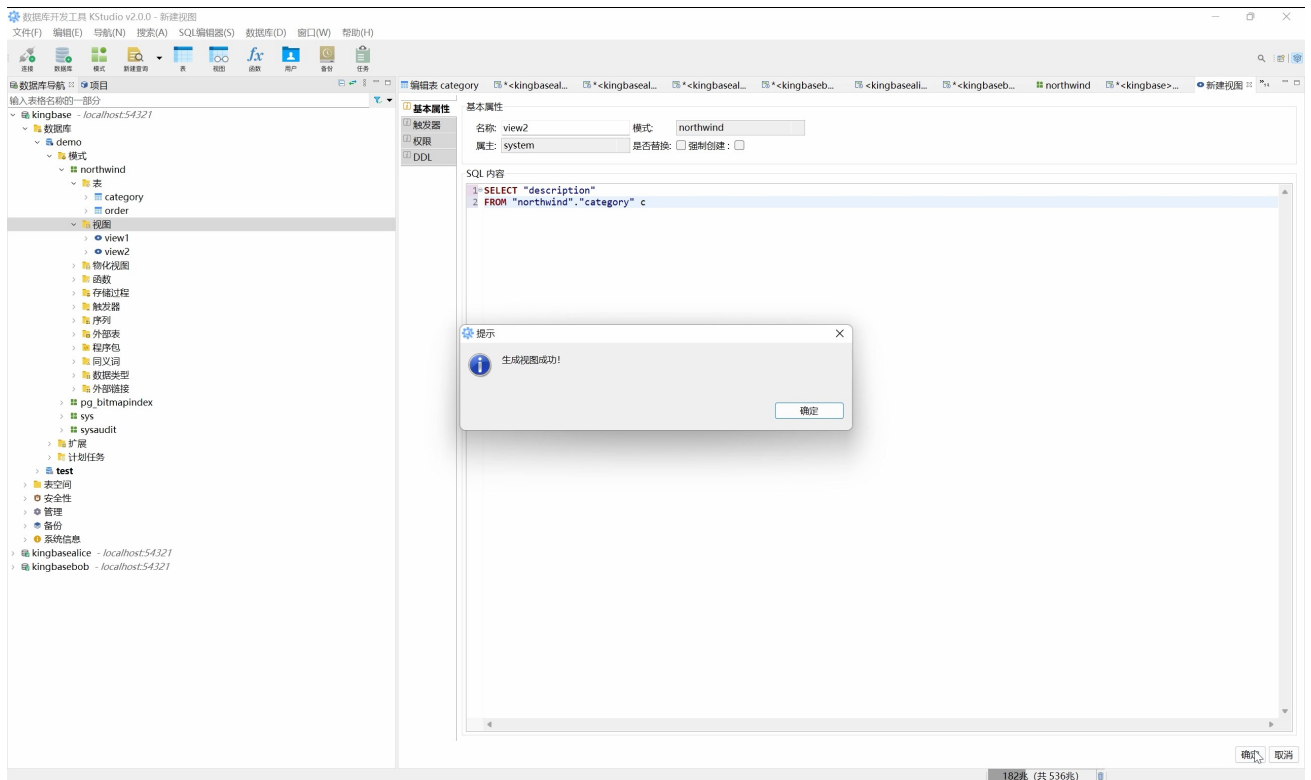 数据库开发工具 KStudio v2.0.0 - 新建视图
文件(F) 编辑(E) 导航(N) 搜索(A) SQL编辑器(S) 数据库(D) 窗口(W) 帮助(H)
连接 数据库 模式 新建查询 表 视图 函数 用户 备份 任务
数据库导航 项目
编辑表 category *<kingbaseal... *<kingbaseal... *<kingbaseal... *<kingbaseb... <kingbaseali... *<kingbaseb... northwind *<kingbase>... 新建视图
输入表格名称的一部分
kingbase - localhost:54321
数据库
demo
模式
northwind
表
category
order
视图
view1
view2
物化视图
函数
存储过程
触发器
序列
外部表
程序包
同义词
数据类型
外部链接
pg_bitmapindex
sys
sysaudit
扩展
计划任务
test
表空间
安全性
管理
备份
系统信息
kingbasealice - localhost:54321
kingbasebob - localhost:54321
基本属性
触发器
权限
DDL
基本属性
名称: view2 模式: northwind
属主: system 是否替换: 强制创建:
SQL 内容
1 SELECT "description"
2 FROM "northwind"."category" c
提示
生成视图成功!
确定
确定 取消
182兆 (共 536兆)